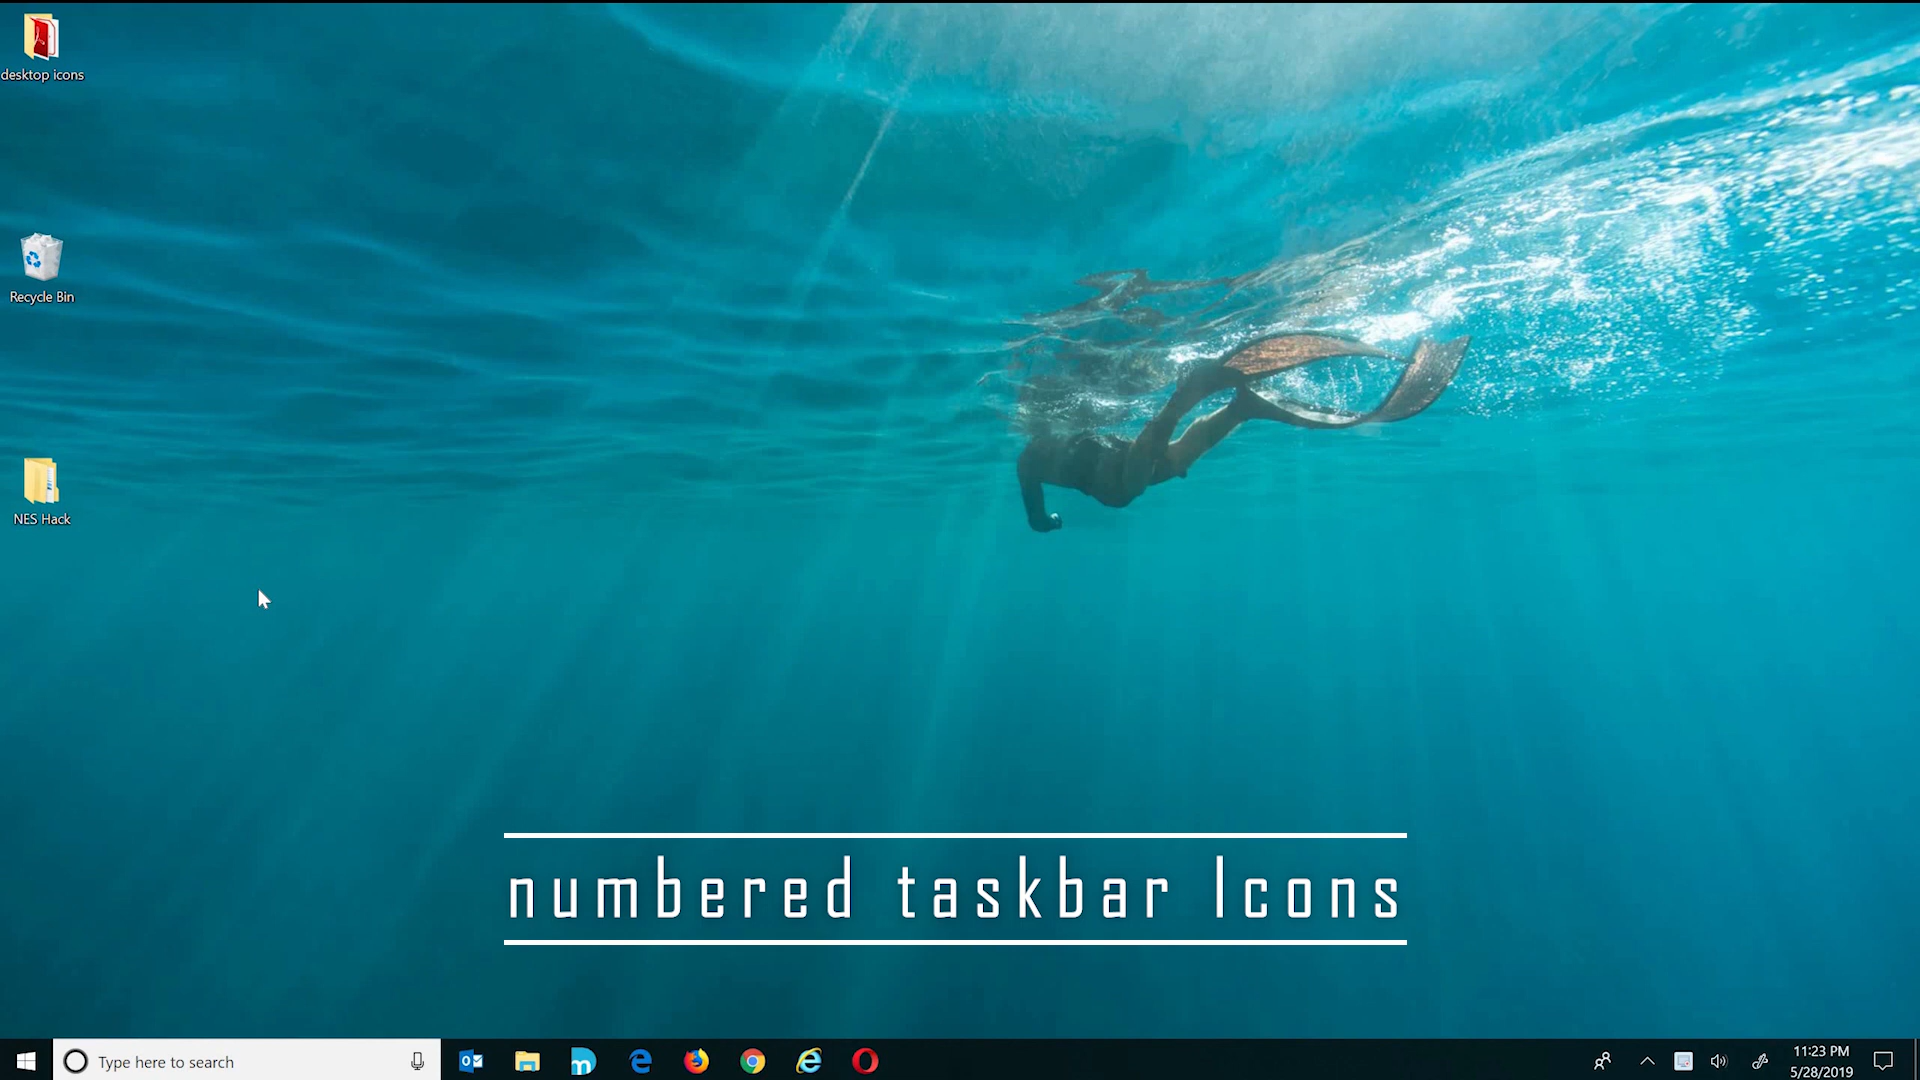 desktop icons
Recycle Bin
NES Hack
numbered taskbar Icons
Type here to search
11:23 PM
5/28/2019